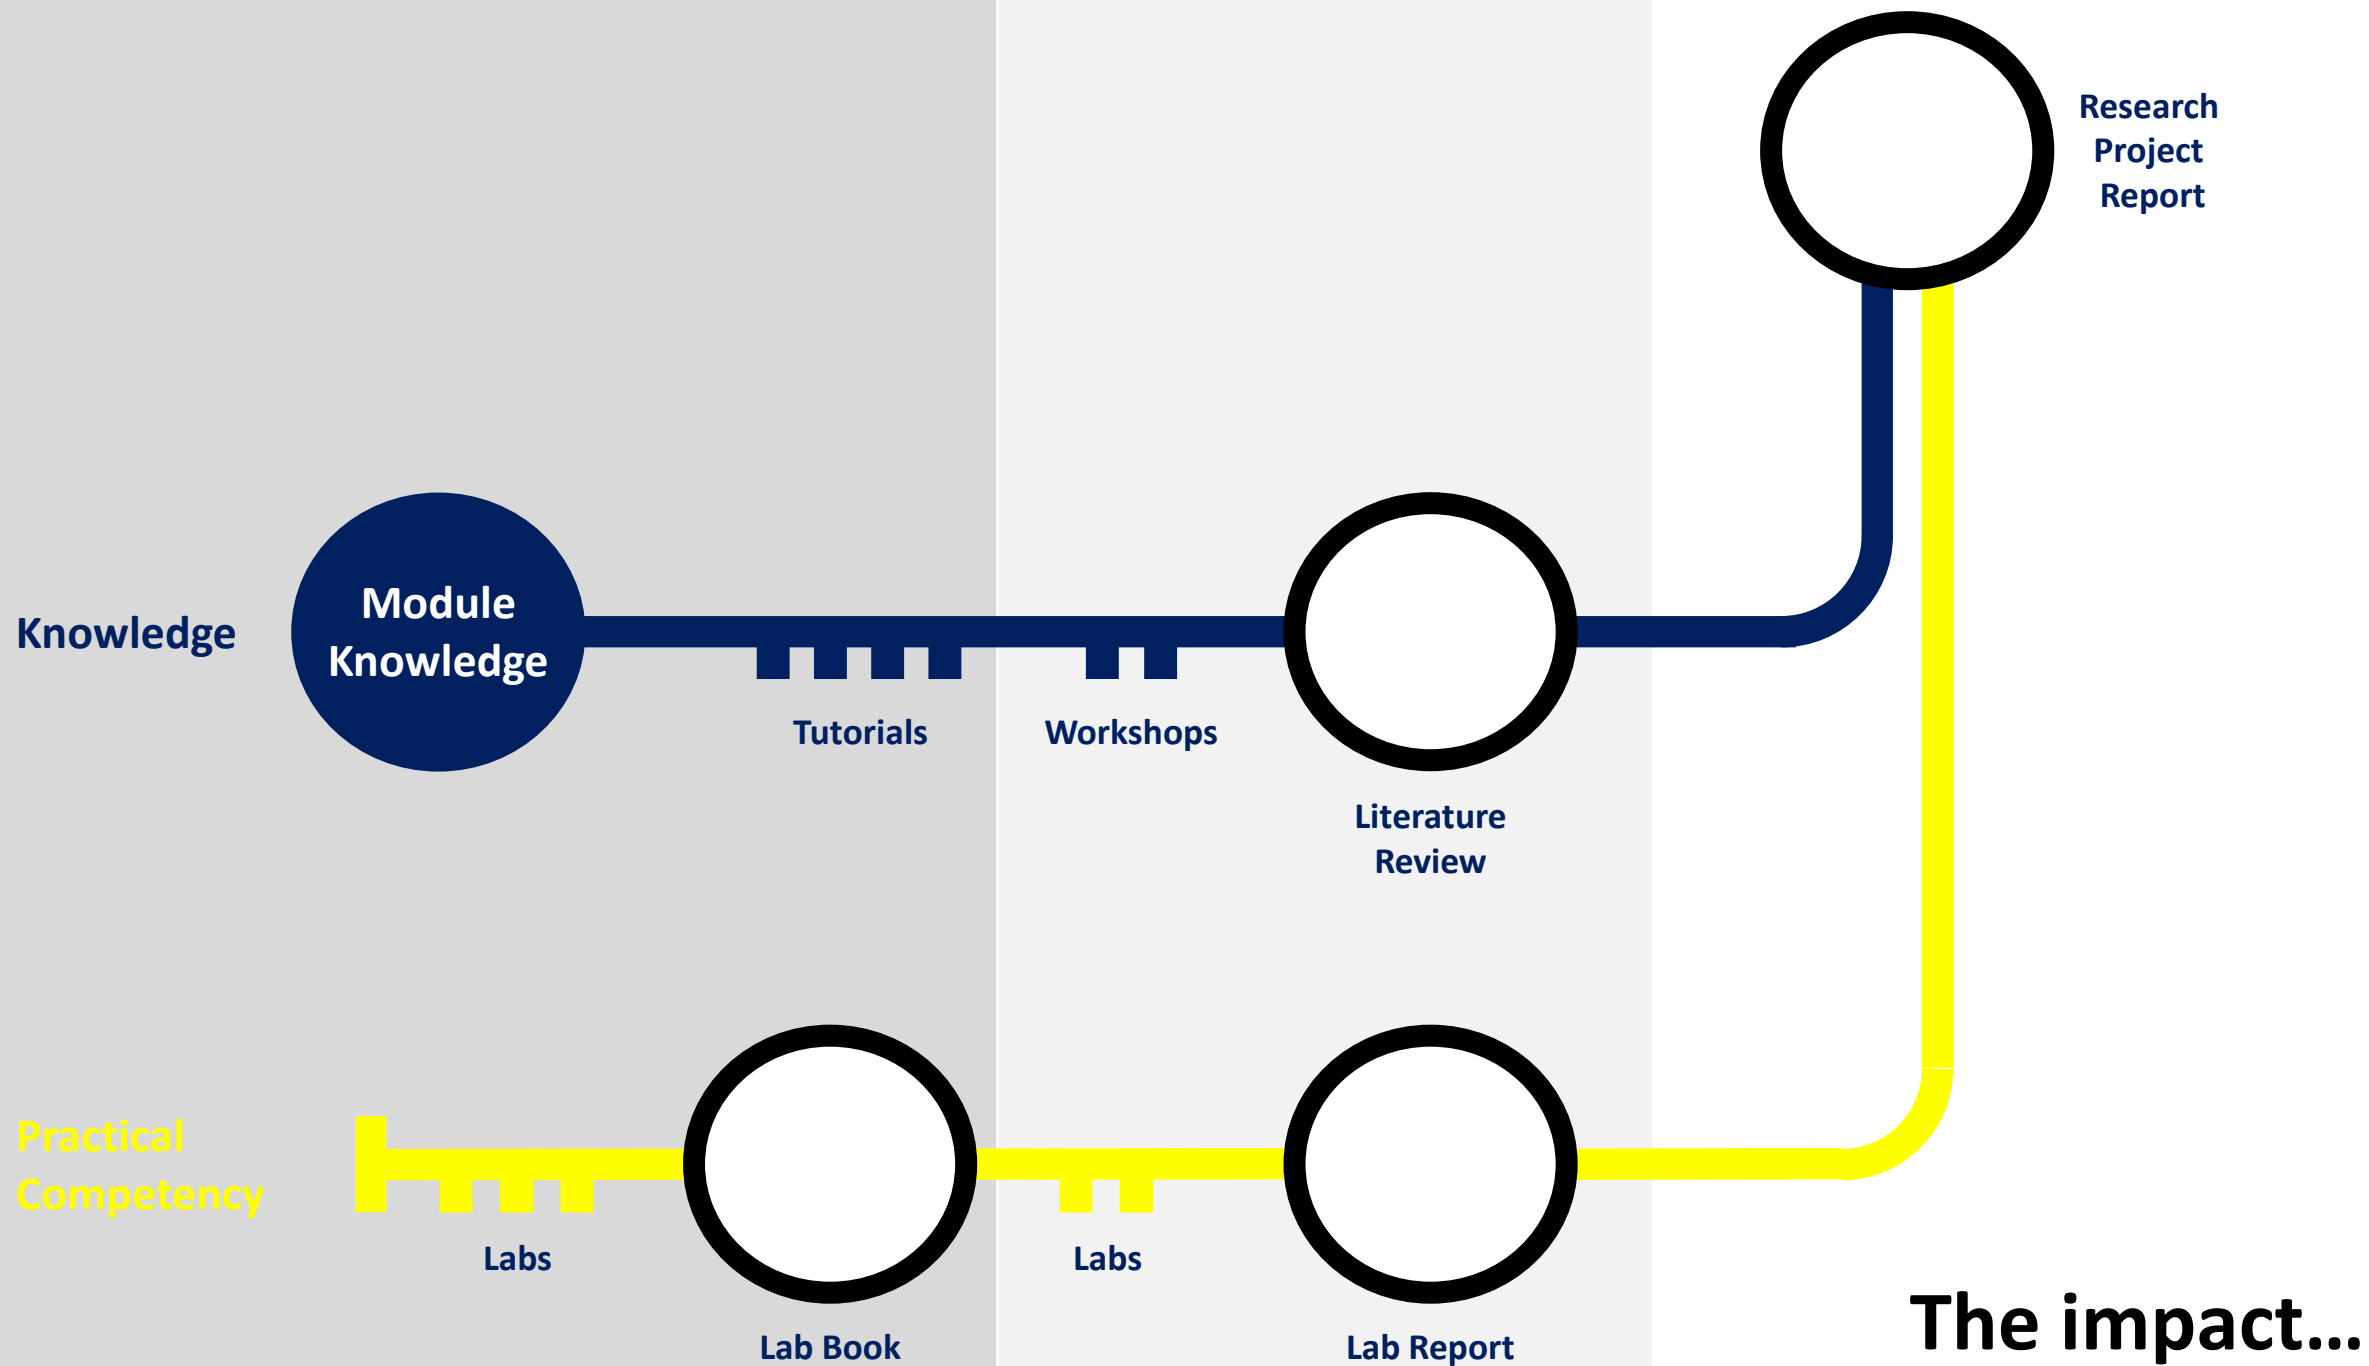 Research
Project
Report
Knowledge
Module
Knowledge
Tutorials
Workshops
Literature
Review
Practical
Competency
Labs
Labs
Lab Book
Lab Report
The impact...